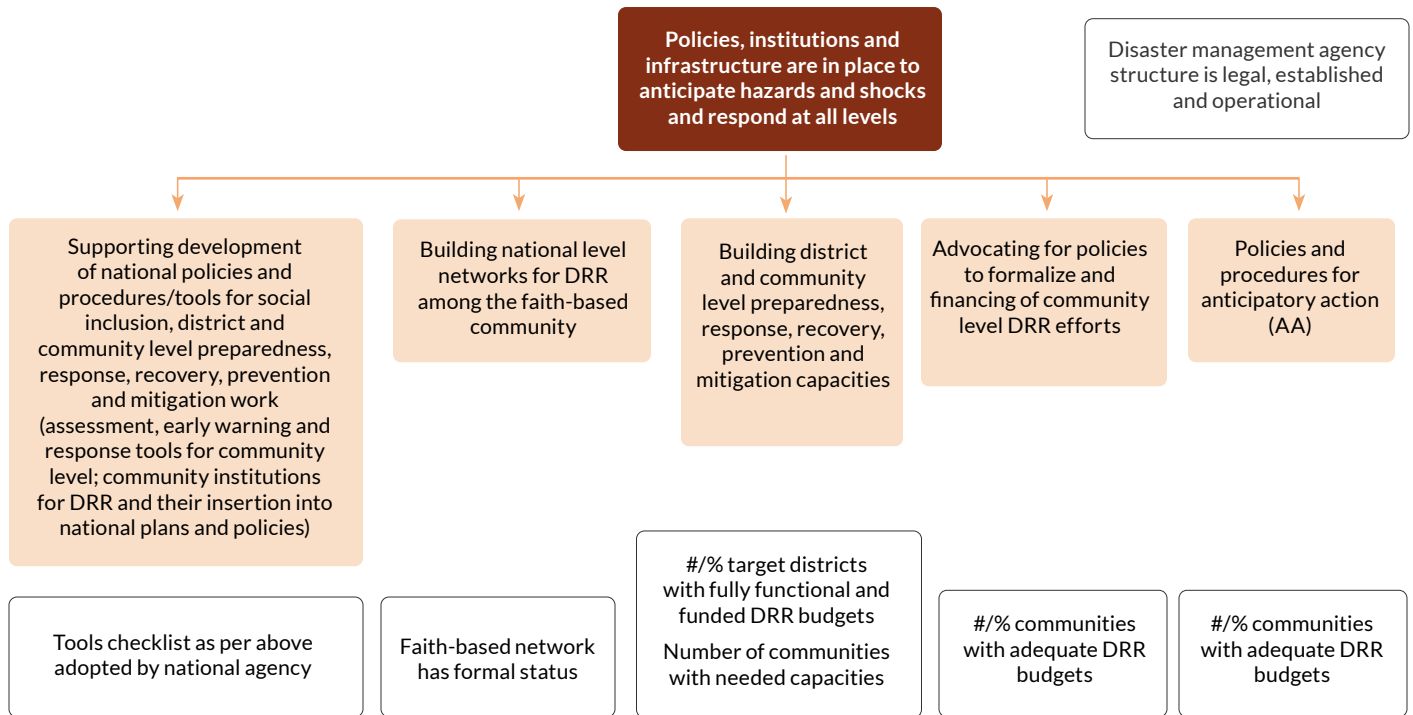 Policies, institutions and
infrastructure are in place to
anticipate hazards and shocks
and respond at all levels
Disaster management agency
structure is legal, established
and operational
Supporting development
of national policies and
procedures/tools for social
inclusion, district and
community level preparedness,
response, recovery, prevention
and mitigation work
(assessment, early warning and
response tools for community
level; community institutions
for DRR and their insertion into
national plans and policies)
Building national level
networks for DRR
among the faith-based
community
Building district
and community
level preparedness,
response, recovery,
prevention and
mitigation capacities
Advocating for policies
to formalize and
financing of community
level DRR efforts
Policies and
procedures for
anticipatory action
(AA)
Tools checklist as per above
adopted by national agency
Faith-based network
has formal status
#/% target districts
with fully functional and
funded DRR budgets
Number of communities
with needed capacities
#/% communities
with adequate DRR
budgets
#/% communities
with adequate DRR
budgets